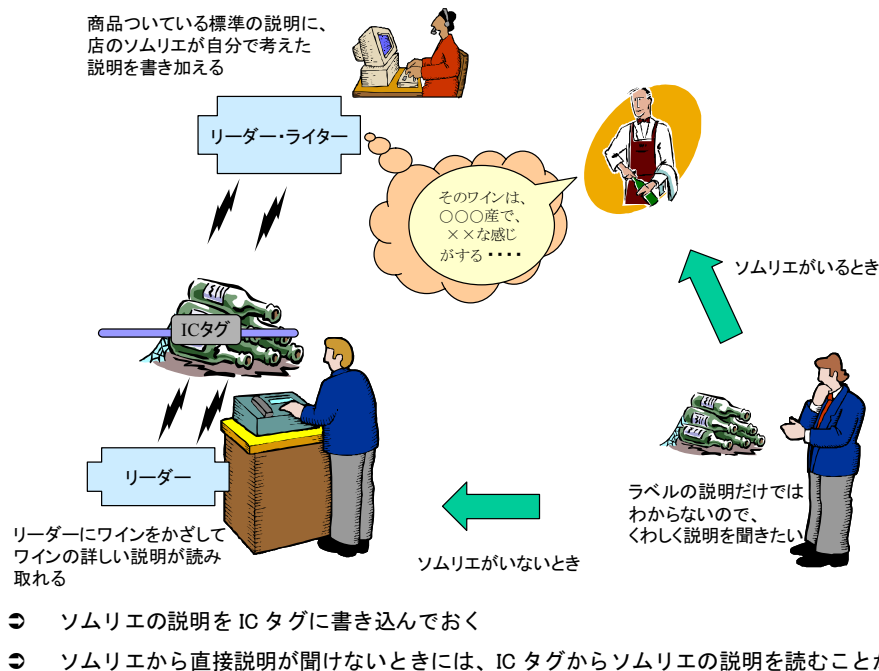 商品ついている標準の説明に、
店のソムリエが自分で考えた
説明を書き加える
リーダー・ライター
そのワインは、
○○○産で、
××な感じ
がする・・・・
ソムリエがいるとき
ICタグ
リーダー
リーダーにワインをかざして
ワインの詳しい説明が読み
取れる
ソムリエがいないとき
ラベルの説明だけでは
わからないので、
くわしく説明を聞きたい
➲ ソムリエの説明を IC タグに書き込んでおく
➲ ソムリエから直接説明が聞けないときには、IC タグからソムリエの説明を読むことが